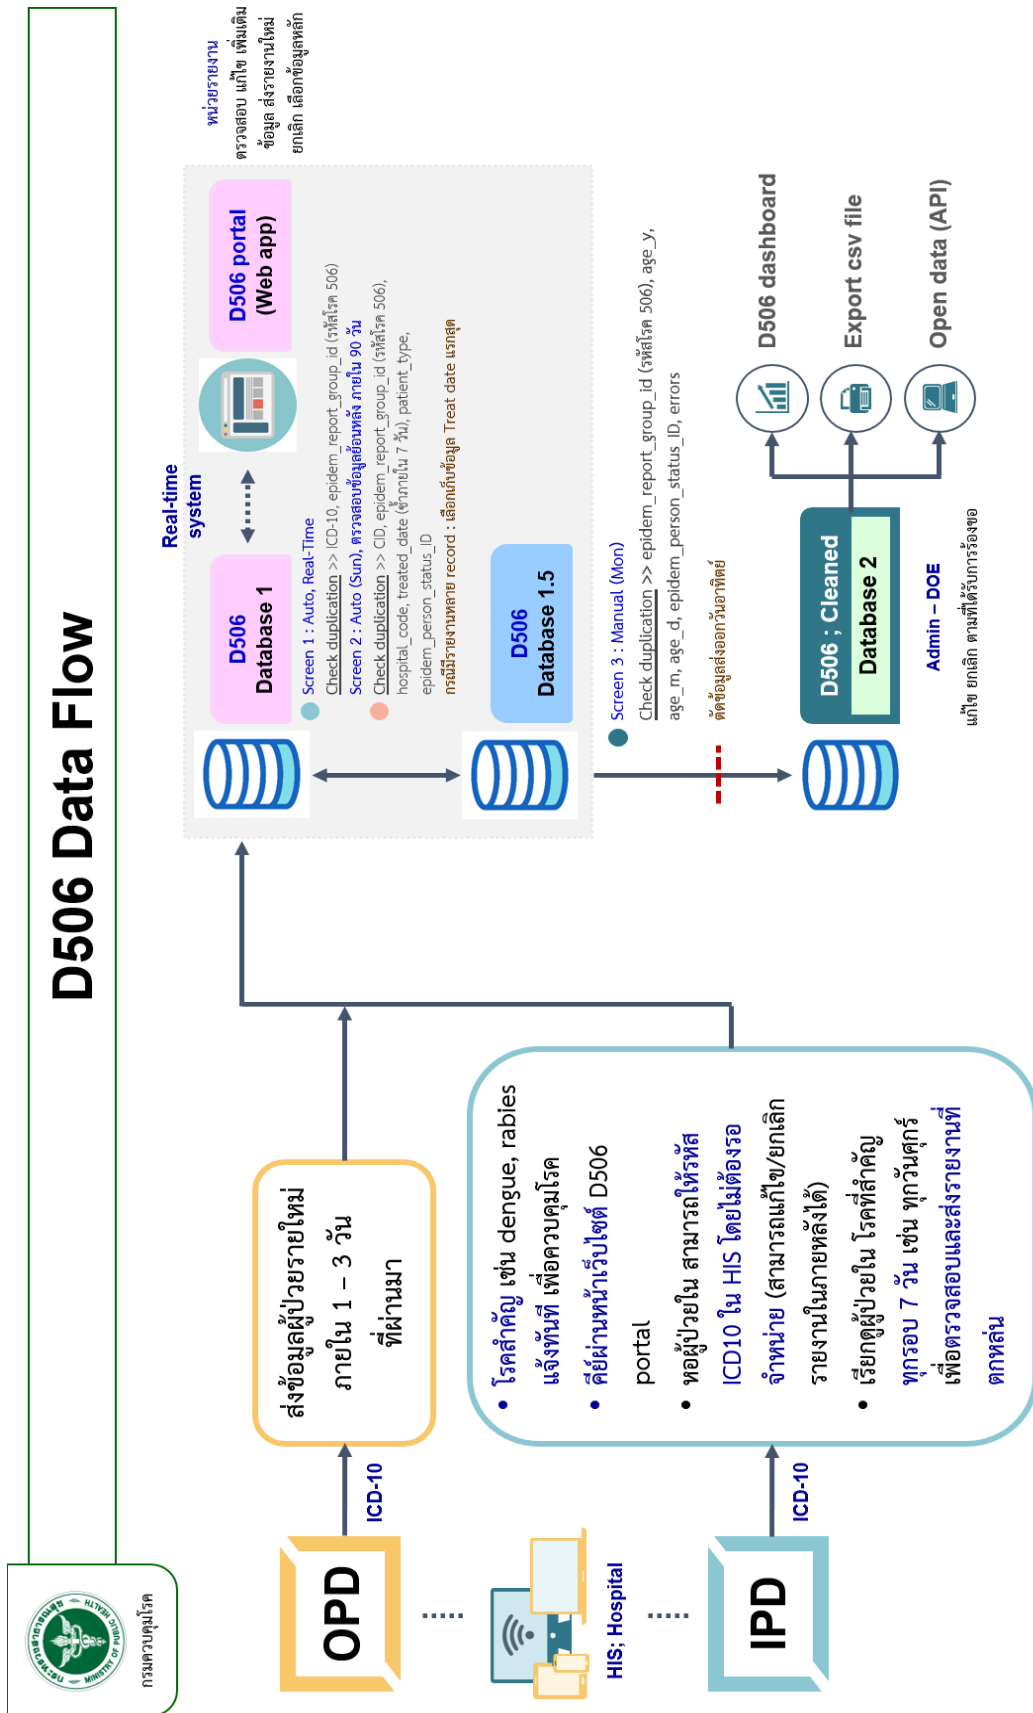 D506 Data Flow
กระทรวงสาธารณสุข
MINISTRY OF PUBLIC HEALTH
กรมควบคุมโรค
OPD
ICD-10
HIS; Hospital
IPD
ICD-10
ส่งข้อมูลผู้ป่วยรายใหม่
ภายใน 1 – 3 วัน
ที่ผ่านมา
• โรคสำคัญ เช่น dengue, rabies
แจ้งทันที เพื่อควบคุมโรค
• คีย์ผ่านหน้าเว็บไซต์ D506
portal
• หอผู้ป่วยใน สามารถให้รหัส
ICD10 ใน HIS โดยไม่ต้องรอ
จำหน่าย (สามารถแก้ไข/ยกเลิก
รายงานในภายหลังได้)
• เรียกดูผู้ป่วยใน โรคที่สำคัญ
ทุกรอบ 7 วัน เช่น ทุกวันศุกร์
เพื่อตรวจสอบและส่งรายงานที่
ตกหล่น
Real-time
system
D506
Database 1
D506 portal
(Web app)
หน่วยรายงาน
ตรวจสอบ แก้ไข เพิ่มเติม
ข้อมูล ส่งรายงานใหม่
ยกเลิก เลือกข้อมูลหลัก
Screen 1 : Auto, Real-Time
Check duplication >> ICD-10, epidem_report_group_id (รหัสโรค 506)
Screen 2 : Auto (Sun), ตรวจสอบข้อมูลย้อนหลัง ภายใน 90 วัน
Check duplication >> CID, epidem_report_group_id (รหัสโรค 506),
hospital_code, treated_date (ซ้ำภายใน 7 วัน), patient_type,
epidem_person_status_ID
กรณีมีรายงานหลาย record : เลือกเก็บข้อมูล Treat date แรกสุด
D506
Database 1.5
Screen 3 : Manual (Mon)
Check duplication >> epidem_report_group_id (รหัสโรค 506), age_y,
age_m, age_d, epidem_person_status_ID, errors
ตัดข้อมูลส่งออกวันอาทิตย์
D506 ; Cleaned
Database 2
D506 dashboard
Export csv file
Open data (API)
Admin – DOE
แก้ไข ยกเลิก ตามที่ได้รับการร้องขอ